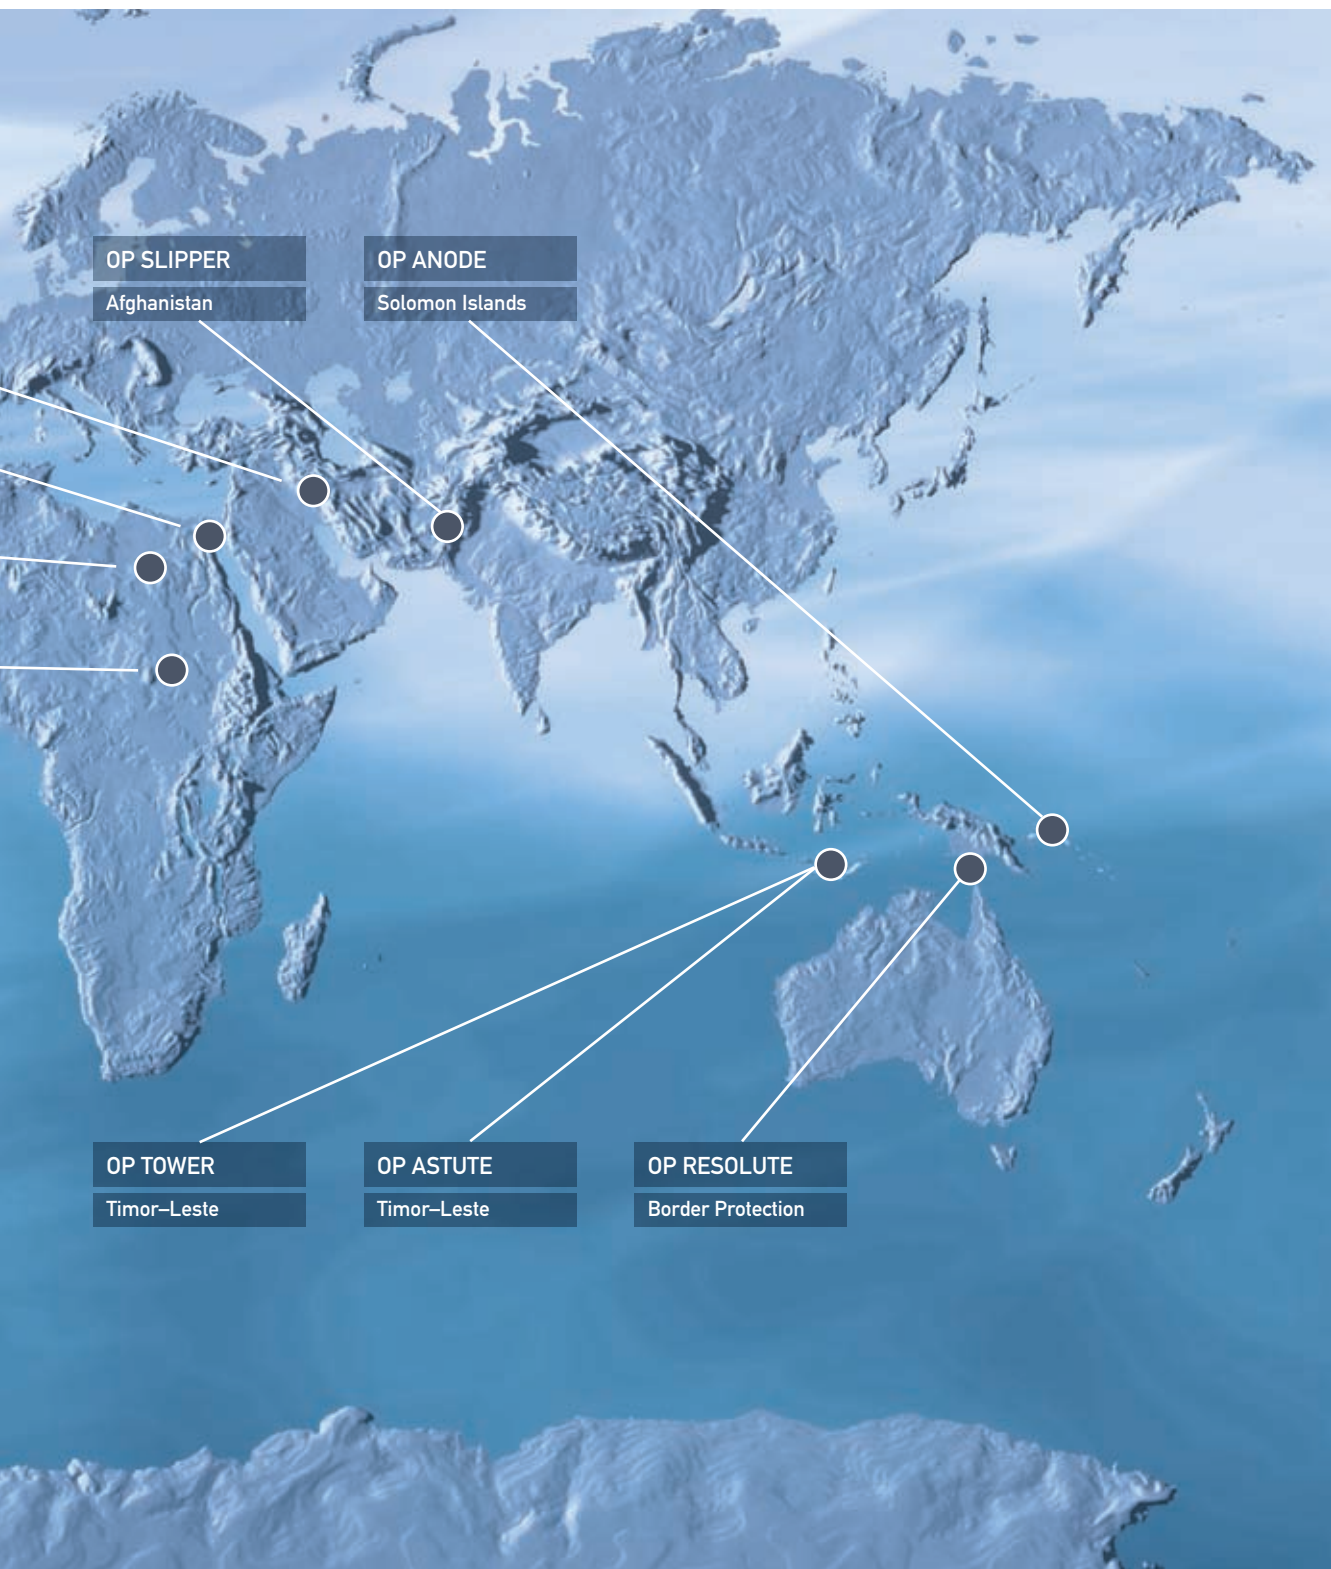 OP SLIPPER
Afghanistan
OP ANODE
Solomon Islands
OP TOWER
Timor–Leste
OP ASTUTE
Timor–Leste
OP RESOLUTE
Border Protection